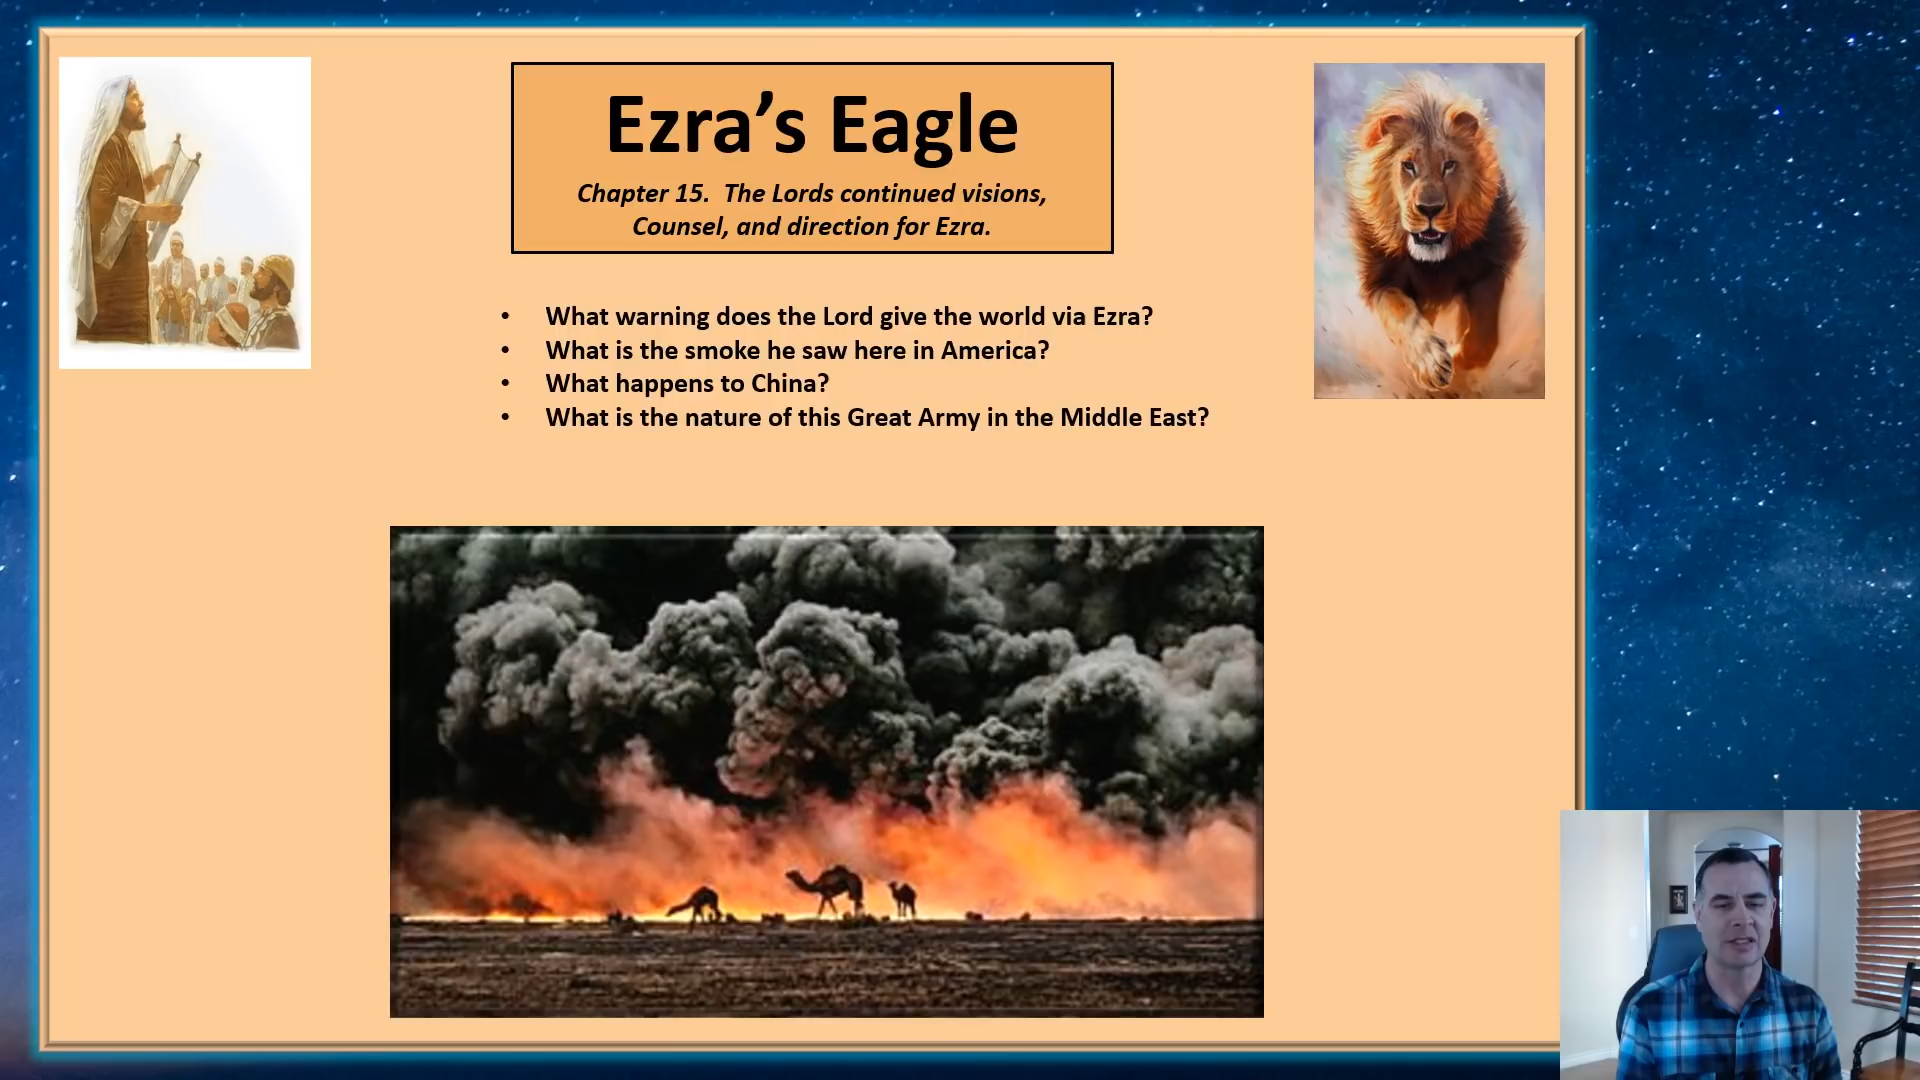 Ezra’s Eagle
Chapter 15.  The Lords continued visions,
Counsel, and direction for Ezra.
• What warning does the Lord give the world via Ezra?
• What is the smoke he saw here in America?
• What happens to China?
• What is the nature of this Great Army in the Middle East?